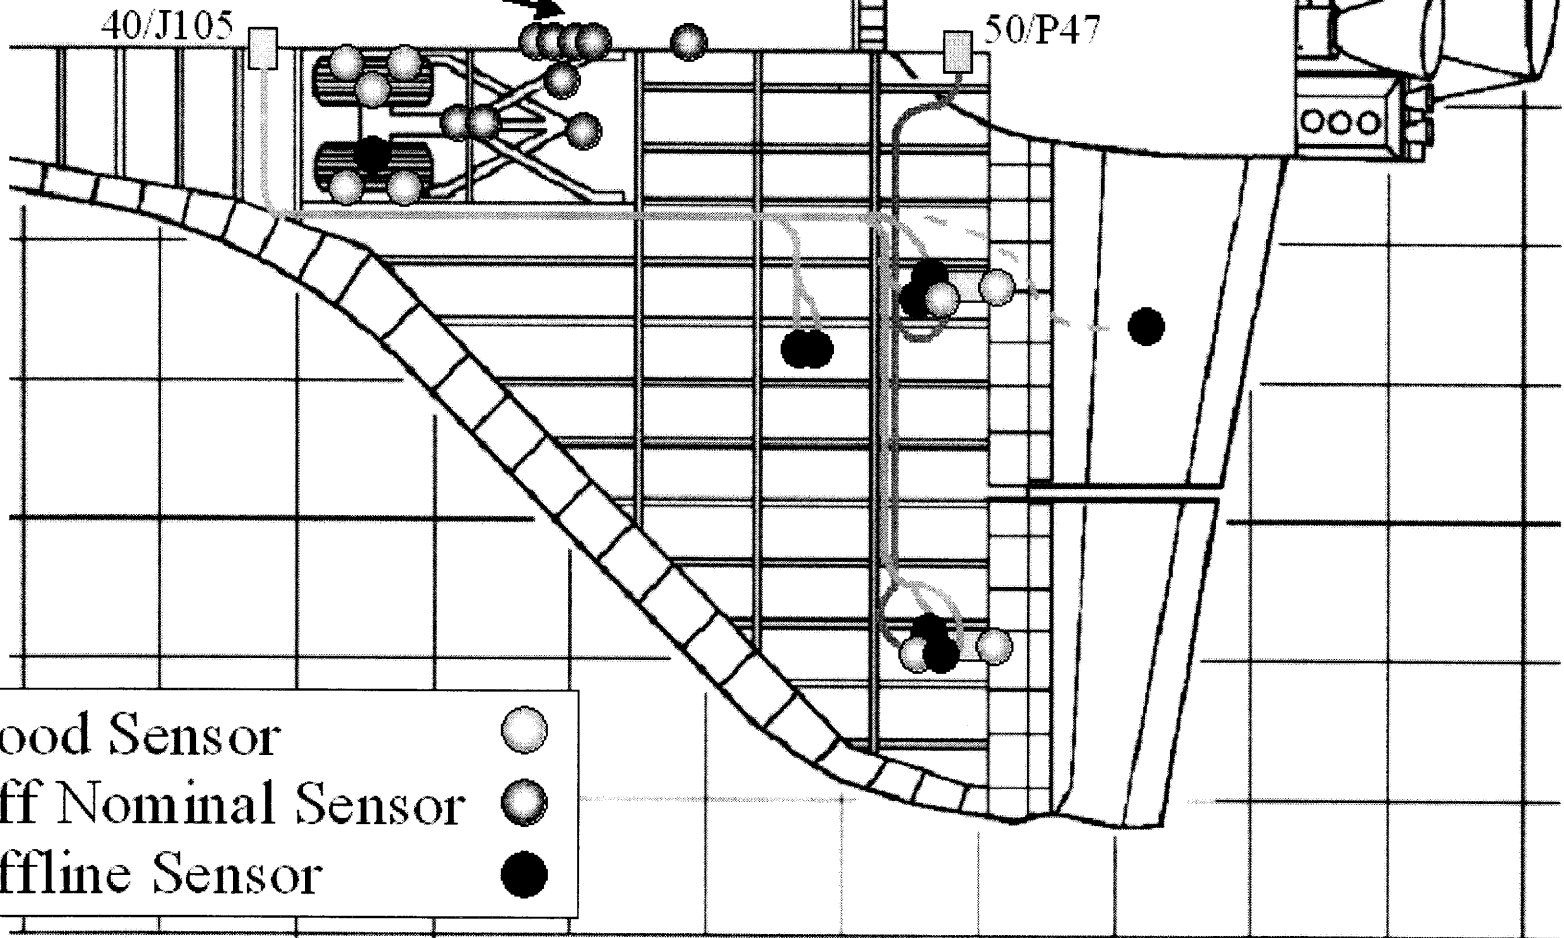 40/J105
50/P47
ood Sensor
ff Nominal Sensor
ffline Sensor